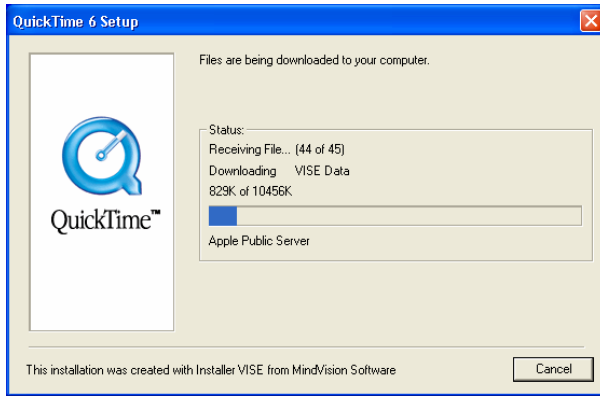 QuickTime 6 Setup
Files are being downloaded to your computer.
Status:
Receiving File... (44 of 45)
Downloading VISE Data
829K of 10456K
Apple Public Server
QuickTime™
This installation was created with Installer VISE from MindVision Software
Cancel